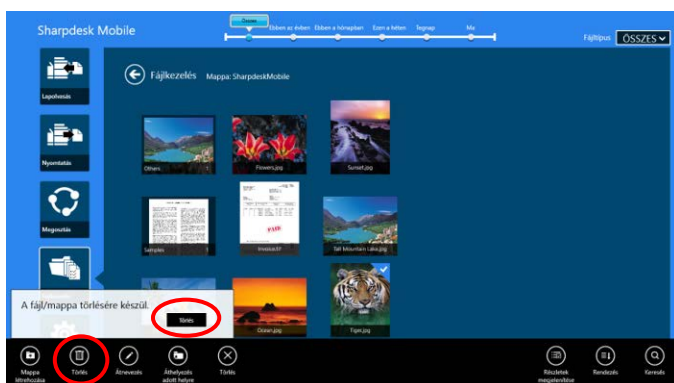 Sharpdesk Mobile
Összes
Ebben az évben
Ebben a hónapban
Ezen a héten
Tegnap
Ma
Fájltípus
ÖSSZES
Fájlkezelés
Mappa: SharpdeskMobile
Lapolvasás
Nyomtatás
Megosztás
Others
Flowers.jpg
Sunset.jpg
Samples
Invoice.tif
Tall Mountain Lake.jpg
Ocean.jpg
Tiger.jpg
A fájl/mappa törlésére készül.
Törlés
Mappa
létrehozása
Törlés
Átnevezés
Áthelyezés
adott helyre
Törlés
Részletek
megjelenítése
Rendezés
Keresés